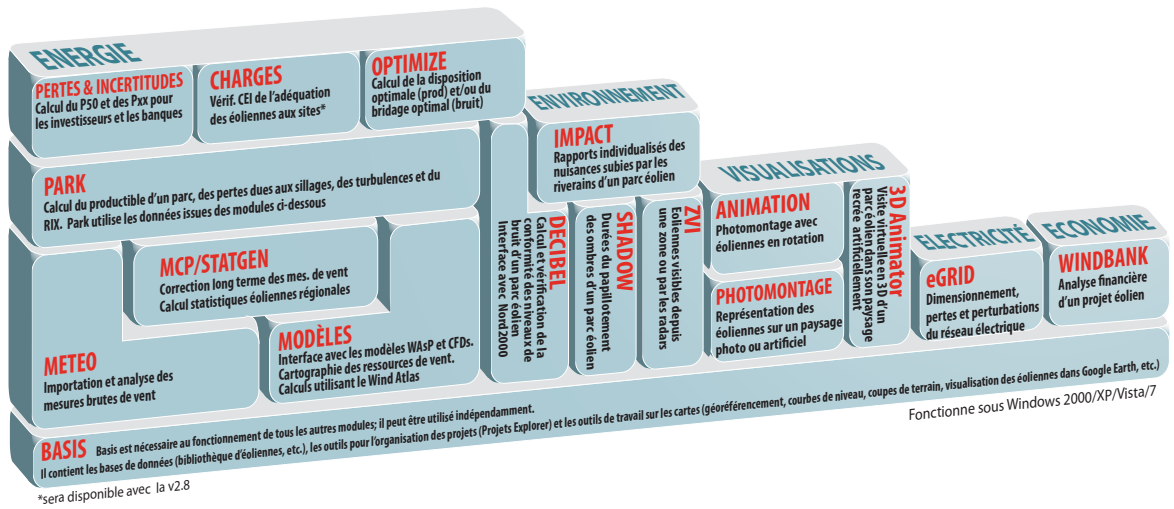 ENERGIE
PERTES & INCERTITUDES
Calcul du P50 et des Pxx pour
les investisseurs et les banques
CHARGES
Vérif. CEI de l'adéquation
des éoliennes aux sites*
OPTIMIZE
Calcul de la disposition
optimale (prod) et/ou du
bridage optimal (bruit)
PARK
Calcul du productible d'un parc, des pertes dues aux sillages, des turbulences et du
RIX. Park utilise les données issues des modules ci-dessous
MCP/STATGEN
Correction long terme des mes. de vent
Calcul statistiques éoliennes régionales
METEO
Importation et analyse des
mesures brutes de vent
MODÈLES
Interface avec les modèles WAsP et CFDs.
Cartographie des ressources de vent.
Calculs utilisant le Wind Atlas
ENVIRONNEMENT
IMPACT
Rapports individualisés des
nuisances subies par les
riverains d'un parc éolien
DECIBEL
Calcul et vérification de la
conformité des niveaux de
bruit d'un parc éolien
Interface avec Nord2000
SHADOW
Durées du papillotement
des ombres d'un parc éolien
ZVI
Eoliennes visibles depuis
une zone ou par les radars
VISUALISATIONS
ANIMATION
Photomontage avec
éoliennes en rotation
PHOTOMONTAGE
Représentation des
éoliennes sur un paysage
photo ou artificiel
3D Animator
Visite virtuelle en 3D d'un
parc éolien dans son paysage
recréé artificiellement
ELECTRICITÉ
eGRID
Dimensionnement,
pertes et perturbations
du réseau électrique
ECONOMIE
WINDBANK
Analyse financière
d'un projet éolien
BASIS Basis est nécessaire au fonctionnement de tous les autres modules; il peut être utilisé indépendamment.
Il contient les bases de données (bibliothèque d'éoliennes, etc.), les outils pour l'organisation des projets (Projets Explorer) et les outils de travail sur les cartes (géoréférencement, courbes de niveau, coupes de terrain, visualisation des éoliennes dans Google Earth, etc.)
Fonctionne sous Windows 2000/XP/Vista/7
*sera disponible avec la v2.8